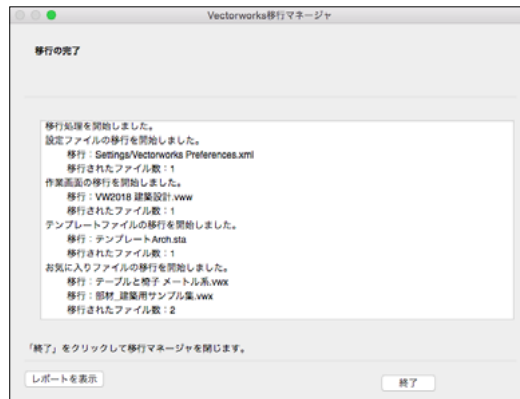 Vectorworks移行マネージャ
移行の完了
移行処理を開始しました。
設定ファイルの移行を開始しました。
移行：Settings/Vectorworks Preferences.xml
移行されたファイル数：1
作業画面の移行を開始しました。
移行：VW2018 建築設計.vww
移行されたファイル数：1
テンプレートファイルの移行を開始しました。
移行：テンプレートArch.sta
移行されたファイル数：1
お気に入りファイルの移行を開始しました。
移行：テーブルと椅子 メートル系.vwx
移行：部材_建築用サンプル集.vwx
移行されたファイル数：2
「終了」をクリックして移行マネージャを閉じます。
レポートを表示
終了